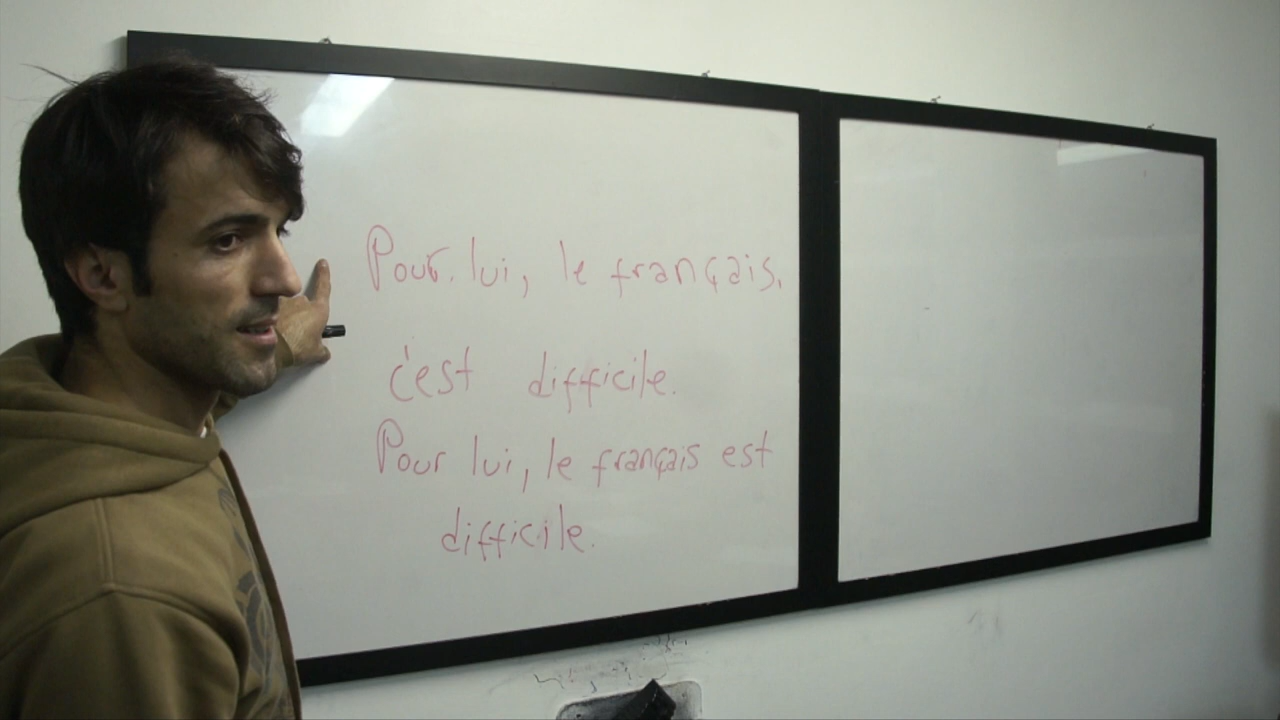 Pour lui, le français,
c'est difficile.
Pour lui, le français est
difficile.